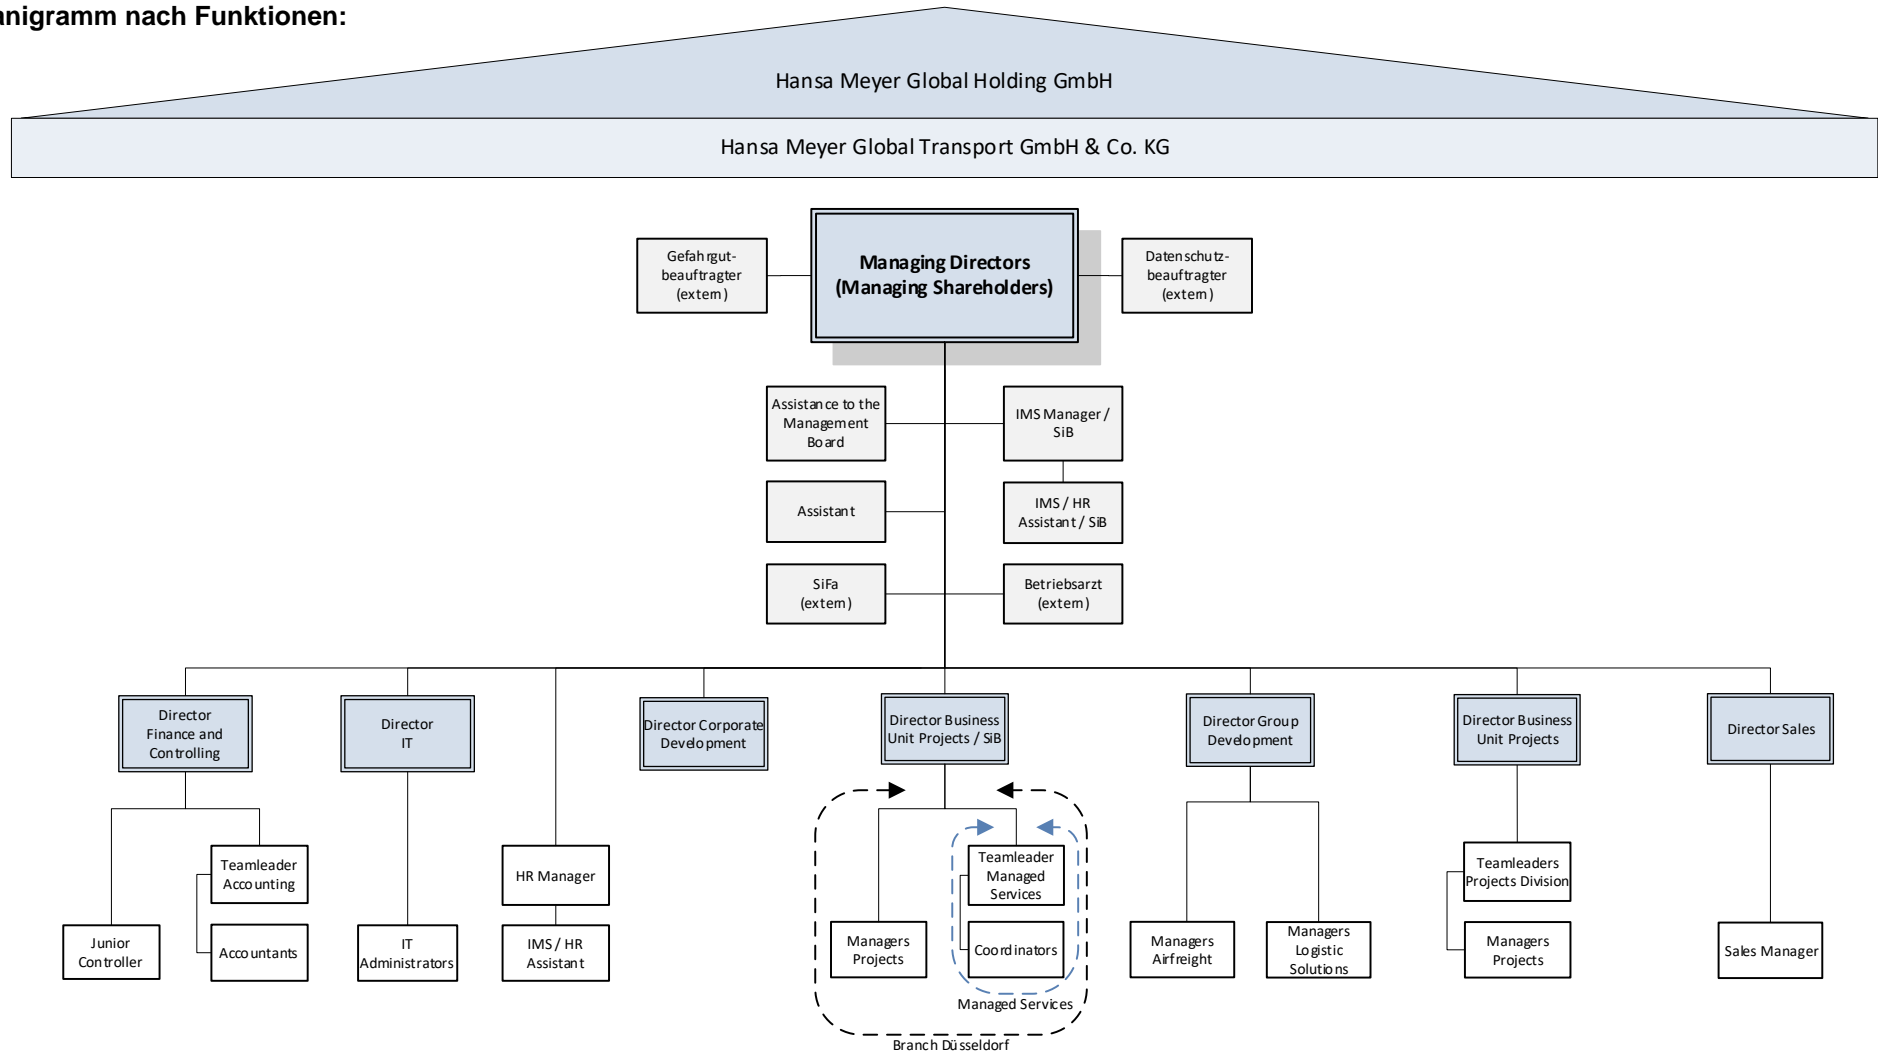 anigramm nach Funktionen:
Hansa Meyer Global Holding GmbH
Hansa Meyer Global Transport GmbH & Co. KG
Gefahrgut-
beauftragter
(extern)
Managing Directors
(Managing Shareholders)
Datenschutz-
beauftragter
(extern)
Assistance to the
Management
Board
IMS Manager /
SiB
Assistant
IMS / HR
Assistant / SiB
SiFa
(extern)
Betriebsarzt
(extern)
Director
Finance and
Controlling
Director
IT
Director Corporate
Development
Director Business
Unit Projects / SiB
Director Group
Development
Director Business
Unit Projects
Director Sales
Teamleader
Accounting
HR Manager
Teamleader
Managed
Services
Teamleaders
Projects Division
Junior
Controller
Accountants
IT
Administrators
IMS / HR
Assistant
Managers
Projects
Coordinators
Managers
Airfreight
Managers
Logistic
Solutions
Managers
Projects
Sales Manager
Managed Services
Branch Düsseldorf